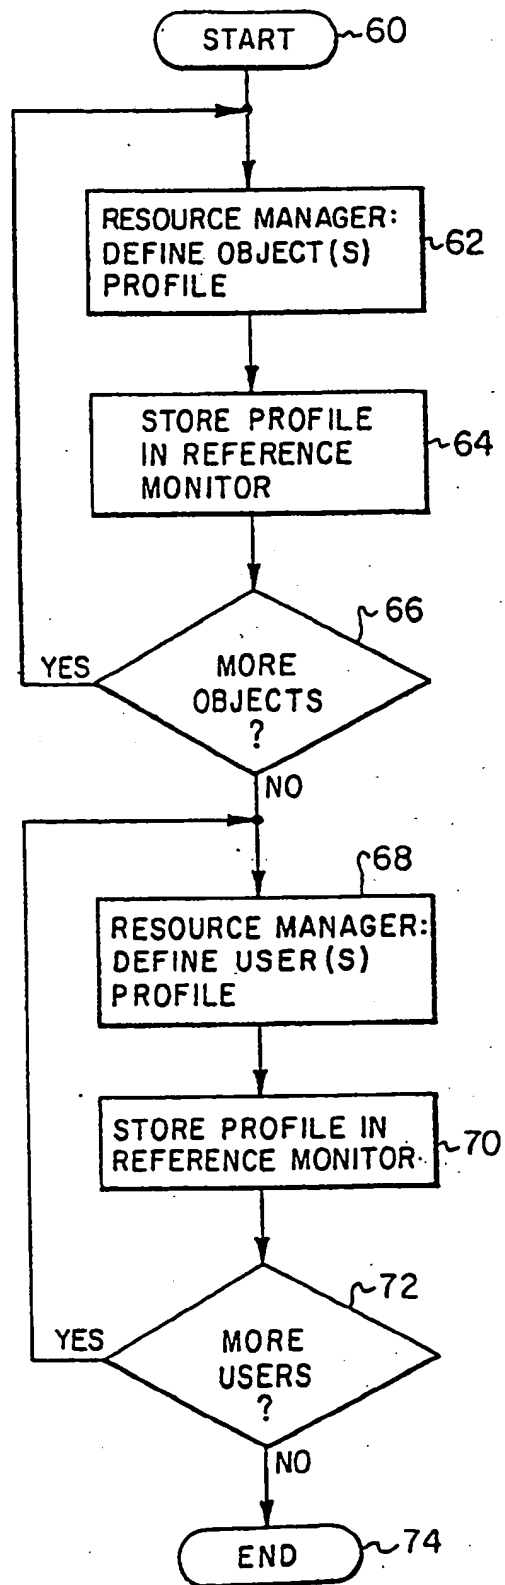 START
60
RESOURCE MANAGER:
DEFINE OBJECT(S)
PROFILE
62
STORE PROFILE
IN REFERENCE
MONITOR
64
66
YES
MORE
OBJECTS
?
NO
68
RESOURCE MANAGER:
DEFINE USER(S)
PROFILE
STORE PROFILE IN
REFERENCE MONITOR
70
72
YES
MORE
USERS
?
NO
END
74